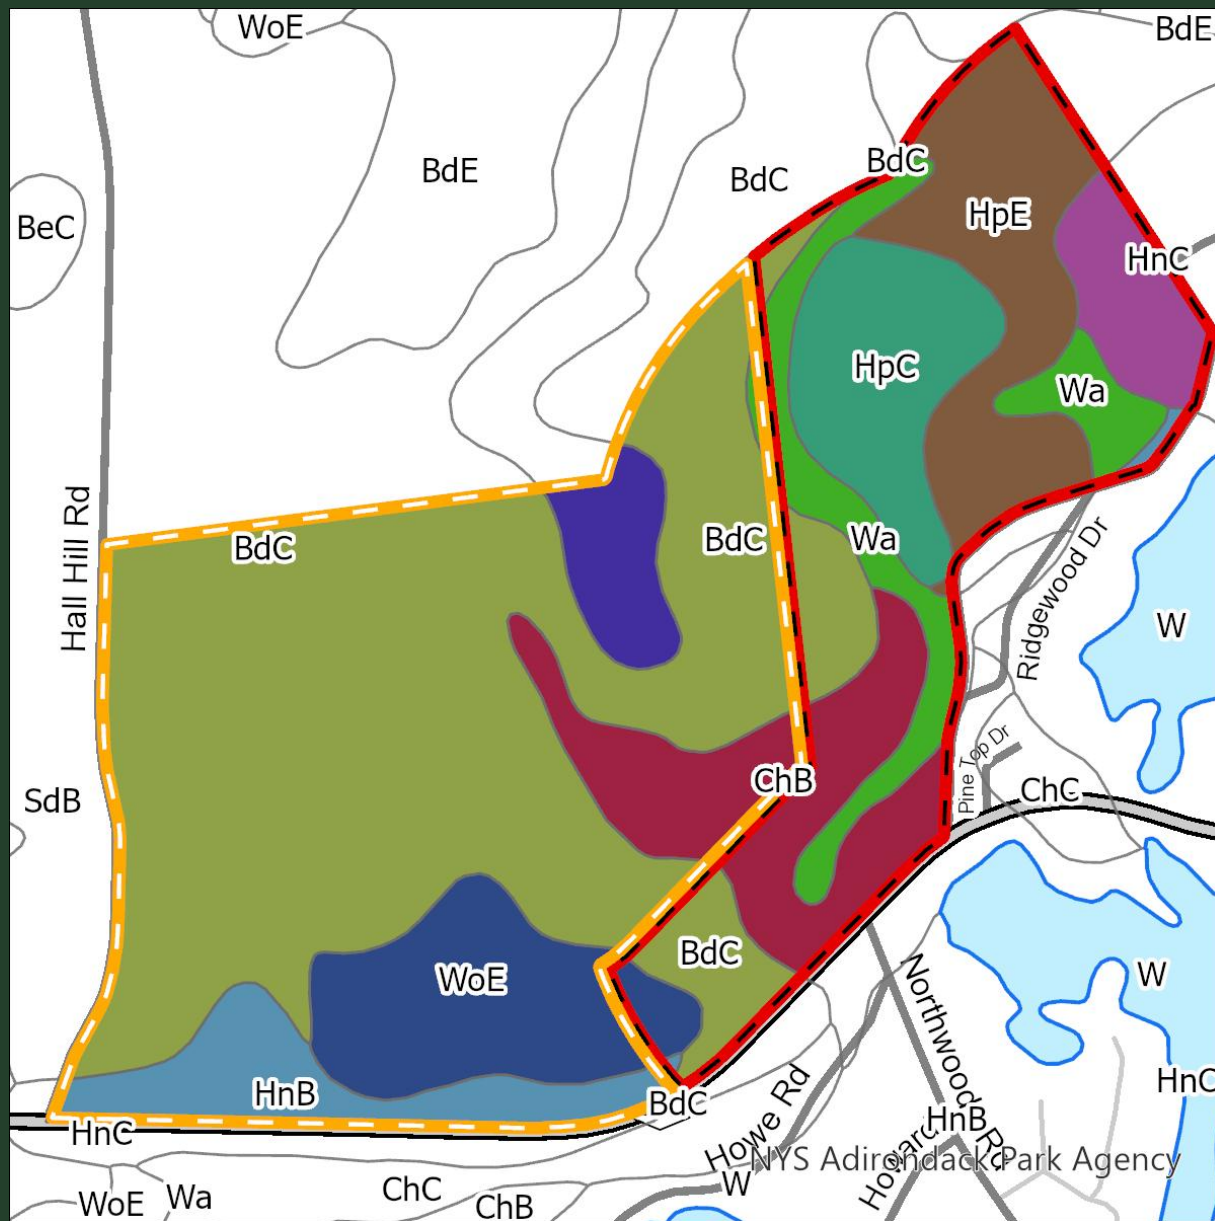 WoE
BdE
BdE
BdC
BdC
BeC
HpE
HnC
HpC
Wa
Hall Hill Rd
BdC
BdC
Wa
Ridgewood Dr
W
Pine Top Dr
ChB
ChC
SdB
BdC
WoE
W
Northwood Rd
HnB
HnC
BdC
Howe Rd
HnC
HnB
NYS Adirondack Park Agency
W
WoE
Wa
ChC
ChB